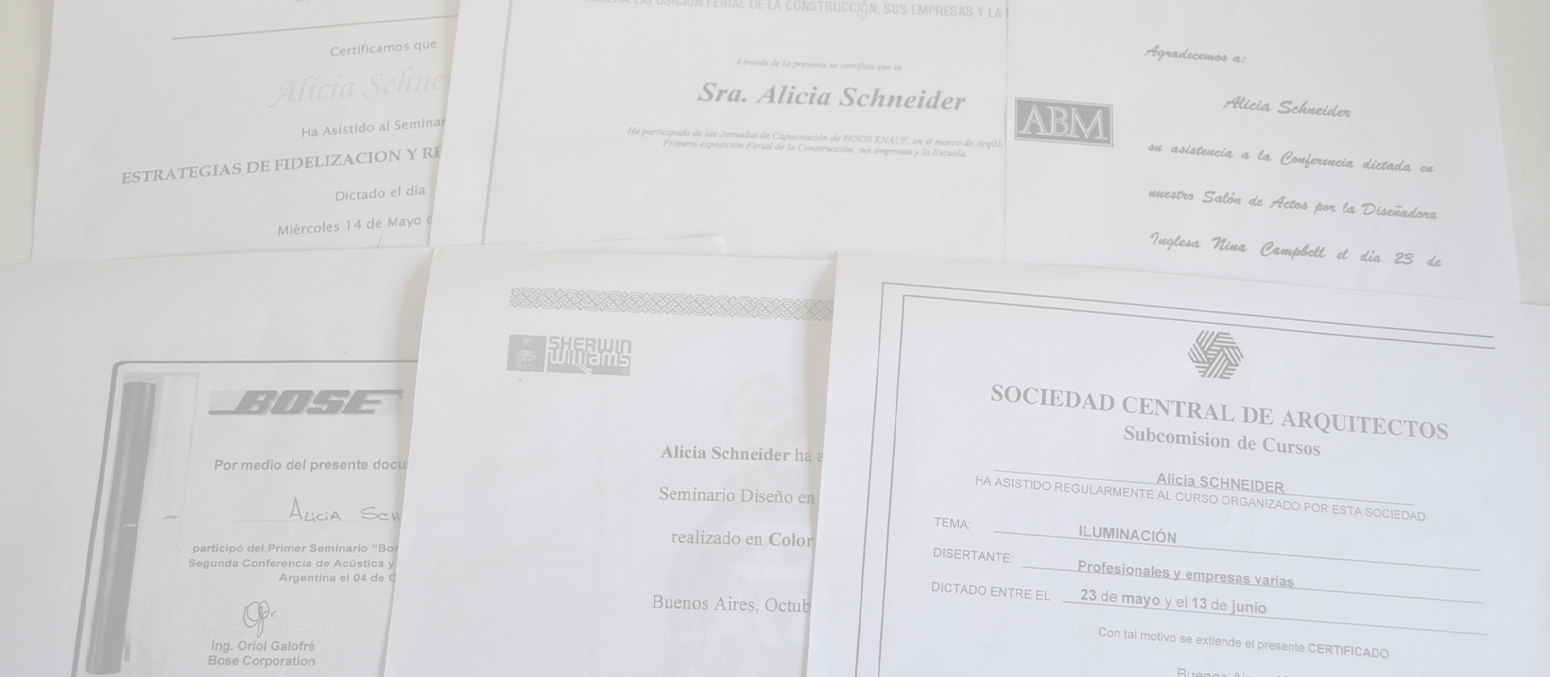 Certificamos que
Alicia Schne
Ha Asistido al Seminar
ESTRATEGIAS DE FIDELIZACION Y RE
Dictado el día
Miércoles 14 de Mayo
EXPOSICIÓN FERIAL DE LA CONSTRUCCIÓN, SUS EMPRESAS Y LA
A través de la presente se certifica que la
Sra. Alicia Schneider
Ha participado de las Jornadas de Capacitación de YESOS KNAUF, en el marco de Arq03,
Primera exposición Ferial de la Construcción, sus empresas y la Escuela.
ABM
Agradecemos a:
Alicia Schneider
su asistencia a la Conferencia dictada en
nuestro Salón de Actos por la Diseñadora
Inglesa Nina Campbell el día 23 de
BOSE
Por medio del presente docu
ALICIA SCH
participó del Primer Seminario "Bos
Segunda Conferencia de Acústica y
Argentina el 04 de
Ing. Oriol Galofré
Bose Corporation
SHERWIN
WILLIAMS
Alicia Schneider ha a
Seminario Diseño en
realizado en Color
Buenos Aires, Octub
SOCIEDAD CENTRAL DE ARQUITECTOS
Subcomision de Cursos
Alicia SCHNEIDER
HA ASISTIDO REGULARMENTE AL CURSO ORGANIZADO POR ESTA SOCIEDAD
TEMA: ILUMINACIÓN
DISERTANTE: Profesionales y empresas varias
DICTADO ENTRE EL 23 de mayo y el 13 de junio
Con tal motivo se extiende el presente CERTIFICADO